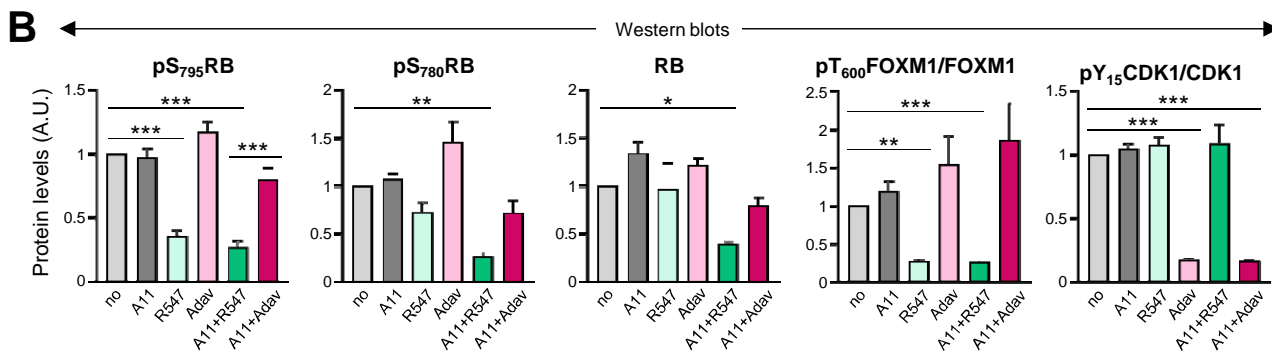 B
Western blots
pS795RB
pS780RB
RB
pT600FOXM1/FOXM1
pY15CDK1/CDK1
Protein levels (A.U.)
1.5
1
0.5
0
***
***
***
no
A11
R547
Adav
A11+R547
A11+Adav
2
1.5
1
0.5
0
**
no
A11
R547
Adav
A11+R547
A11+Adav
2
1.5
1
0.5
0
*
no
A11
R547
Adav
A11+R547
A11+Adav
2.5
2
1.5
1
0.5
0
***
**
no
A11
R547
Adav
A11+R547
A11+Adav
1.5
1
0.5
0
***
***
no
A11
R547
Adav
A11+R547
A11+Adav